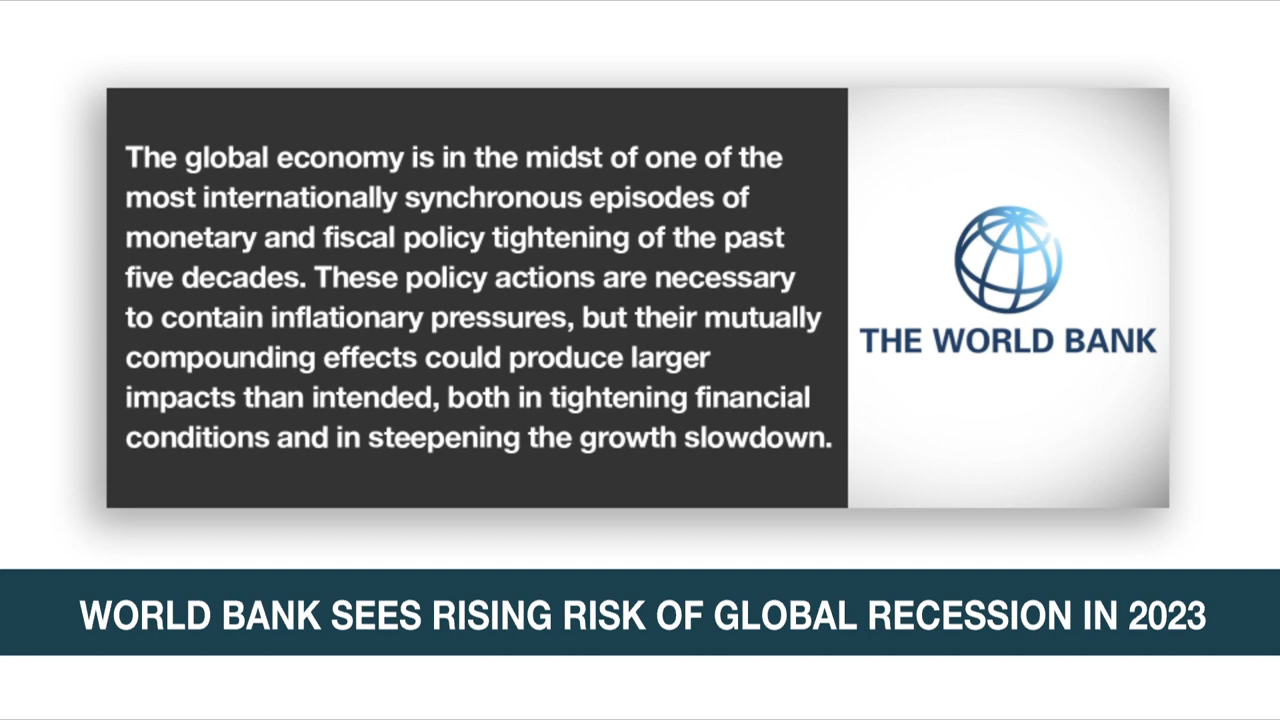 The global economy is in the midst of one of the
most internationally synchronous episodes of
monetary and fiscal policy tightening of the past
five decades. These policy actions are necessary
to contain inflationary pressures, but their mutually
compounding effects could produce larger
impacts than intended, both in tightening financial
conditions and in steepening the growth slowdown.
THE WORLD BANK
WORLD BANK SEES RISING RISK OF GLOBAL RECESSION IN 2023